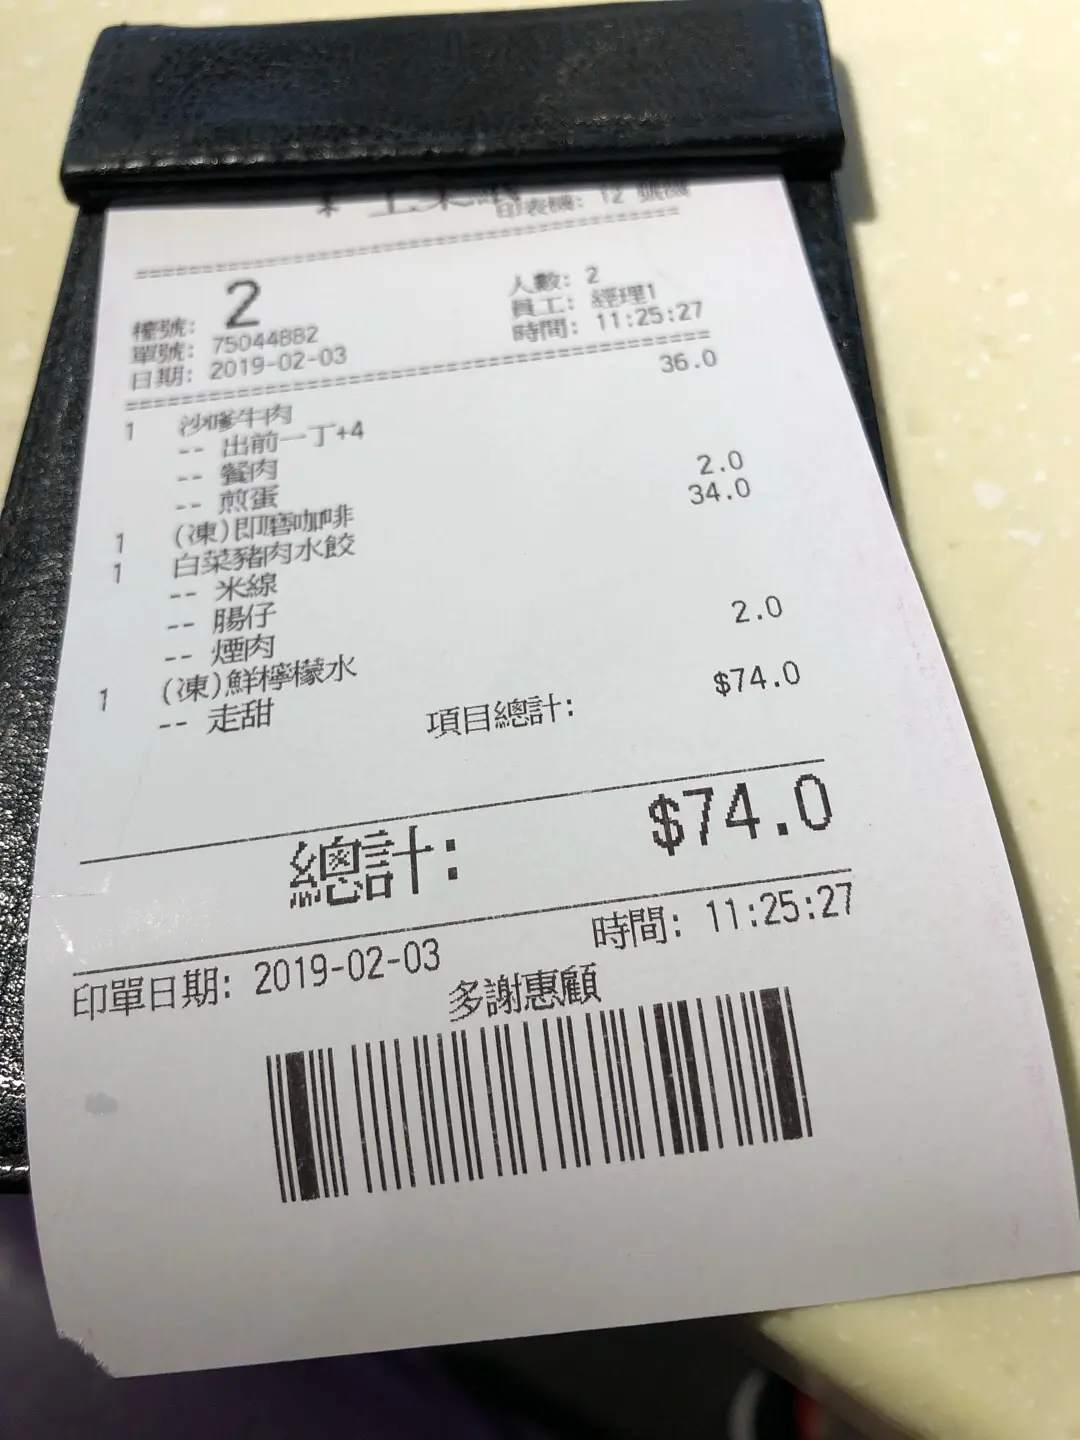 印表機: 12 號機
==================================
檯號: 2 人數: 2
單號: 75044882 員工: 經理1
日期: 2019-02-03 時間: 11:25:27
==================================
1 沙嗲牛肉 36.0
-- 出前一丁+4
-- 餐肉
-- 煎蛋
1 (凍)即磨咖啡 2.0
1 白菜豬肉水餃 34.0
-- 米線
-- 腸仔
-- 煙肉
1 (凍)鮮檸檬水 2.0
-- 走甜
項目總計: $74.0
總計: $74.0
印單日期: 2019-02-03 時間: 11:25:27
多謝惠顧